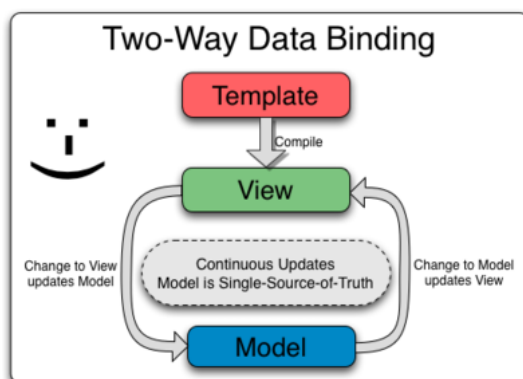 Two-Way Data Binding
Template
Compile
View
Change to View
updates Model
Continuous Updates
Model is Single-Source-of-Truth
Change to Model
updates View
Model